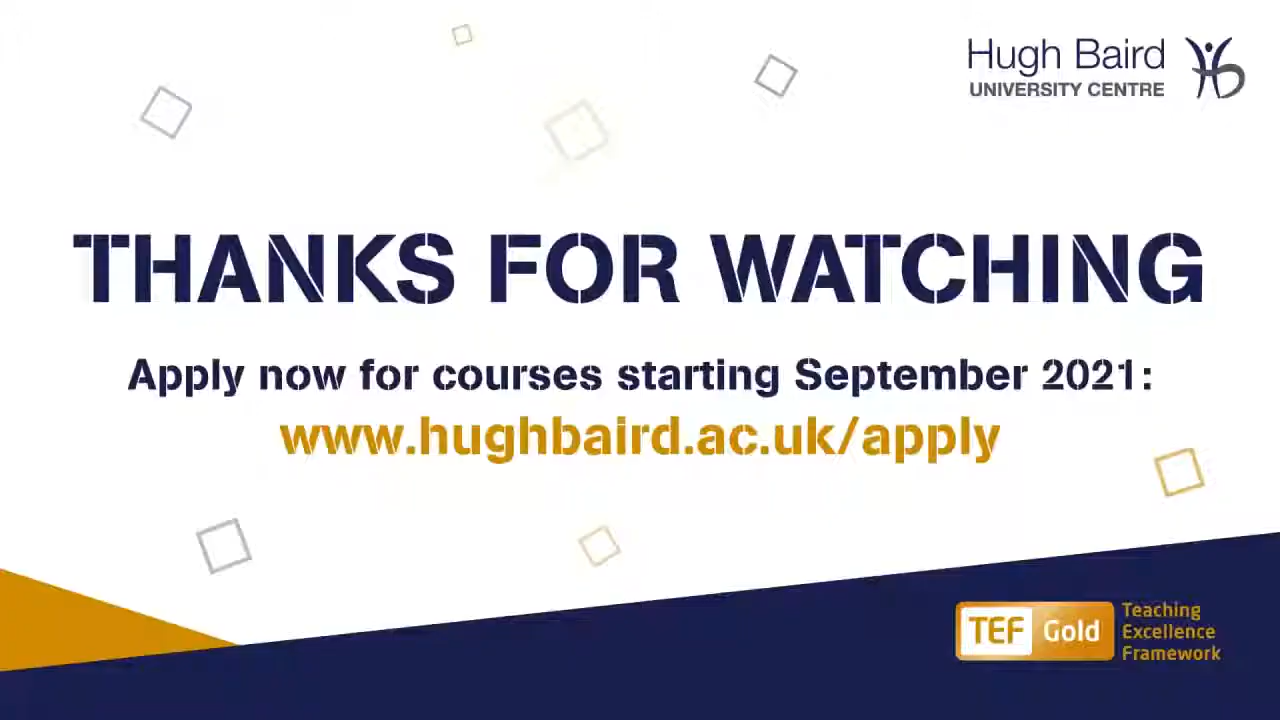 Hugh Baird
UNIVERSITY CENTRE
THANKS FOR WATCHING
Apply now for courses starting September 2021:
www.hughbaird.ac.uk/apply
TEF Gold
Teaching
Excellence
Framework